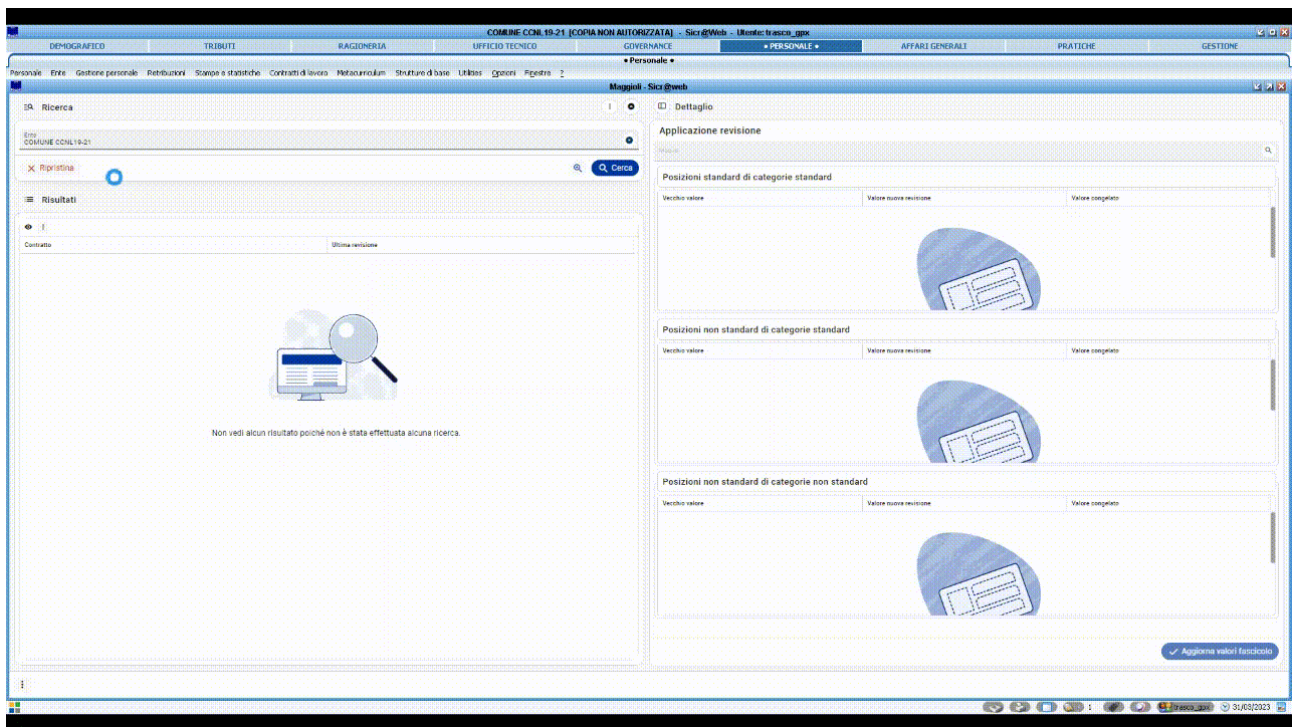 COMUNE CCNL 19-21 [COPIA NON AUTORIZZATA] - Sicr@Web - Utente: trasco_gpx
DEMOGRAFICO TRIBUTI RAGIONERIA UFFICIO TECNICO GOVERNANCE • PERSONALE • AFFARI GENERALI PRATICHE GESTIONE
• Personale •
Personale Ente Gestione personale Retribuzioni Stampe e statistiche Contratti di lavoro Metacurriculum Strutture di base Utilities Opzioni Finestra ?
Maggioli - Sicr@web
Ricerca
Ente
COMUNE CCNL19-21
Ripristina
Cerca
Risultati
Contratto Ultima revisione
Non vedi alcun risultato poiché non è stata effettuata alcuna ricerca.
Dettaglio
Applicazione revisione
Posizioni standard di categorie standard
Vecchio valore Valore nuova revisione Valore congelato
Posizioni non standard di categorie standard
Vecchio valore Valore nuova revisione Valore congelato
Posizioni non standard di categorie non standard
Vecchio valore Valore nuova revisione Valore congelato
Aggiorna valori fascicolo
1 trasco_gpx 31/03/2023